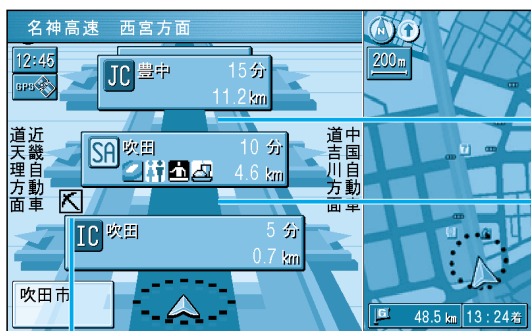 名神高速 西宮方面
12:45
GPS
JC 豊中 15分
11.2km
SA 吹田 10分
4.6km
IC 吹田 5分
0.7km
近畿自動車
道天理方面
中国自動車
道吉川方面
吹田市
N
200m
G 48.5km 13:24着